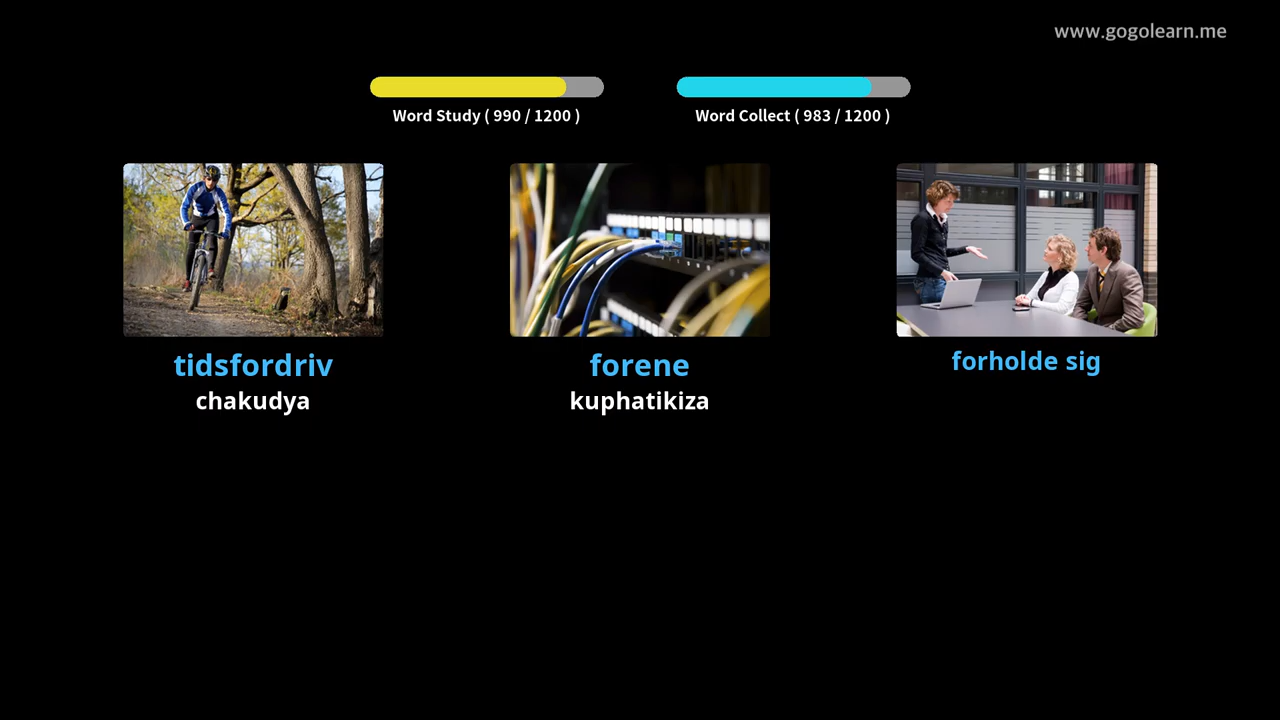 www.gogolearn.me
Word Study ( 990 / 1200 )
Word Collect ( 983 / 1200 )
tidsfordriv
chakudya
forene
kuphatikiza
forholde sig